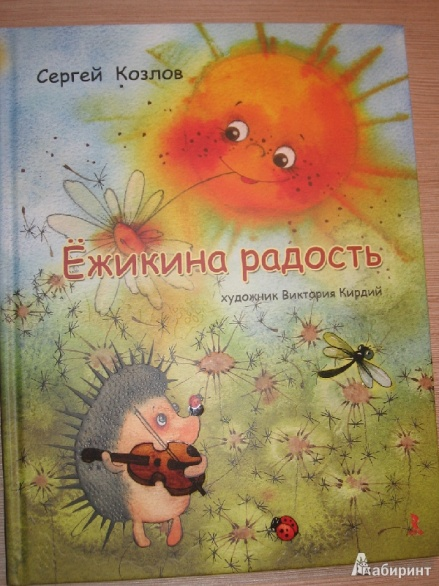 Сергей Козлов
Ёжикина радость
художник Виктория Кирдий
Лабиринт